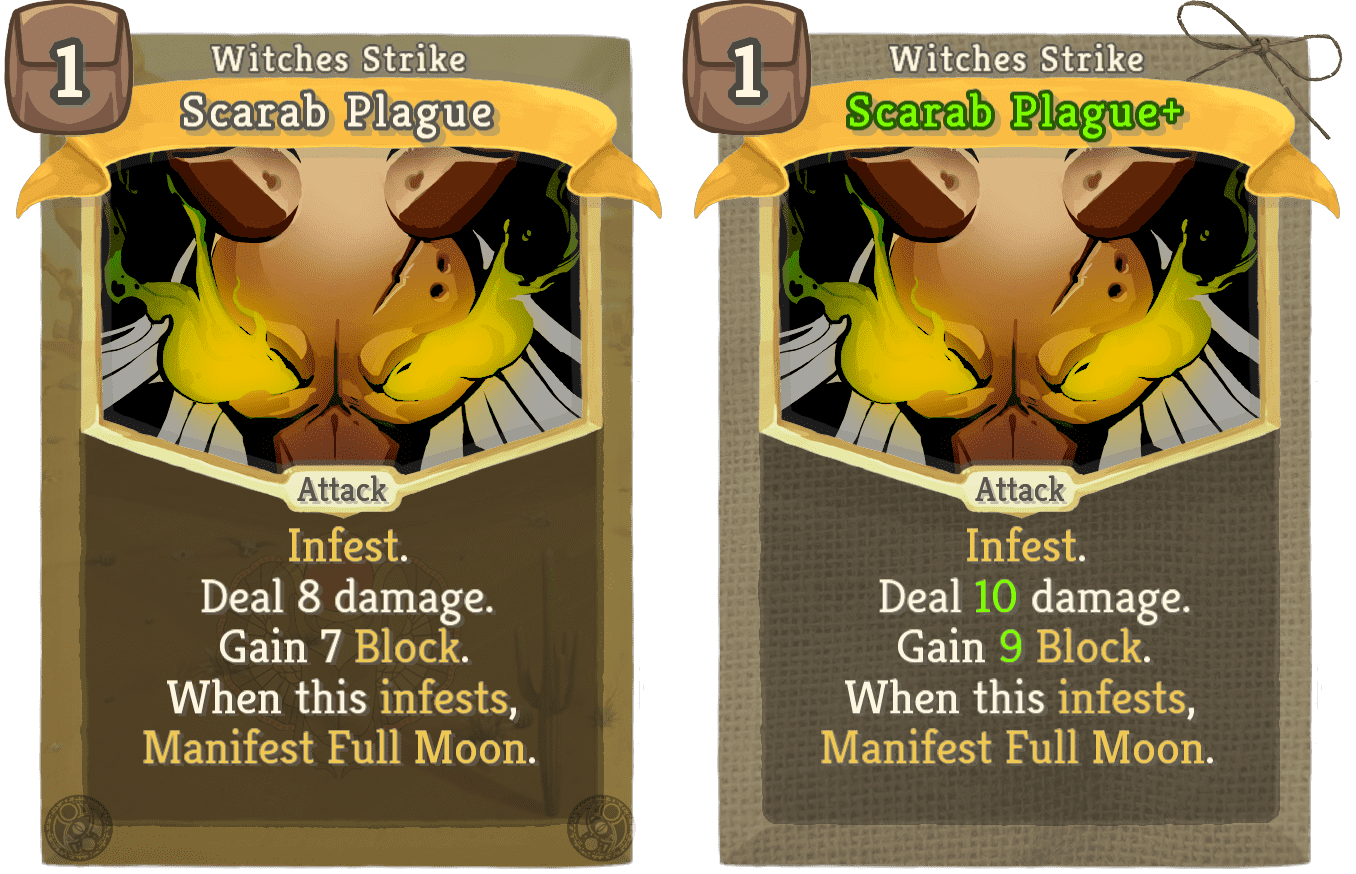 1
Witches Strike
Scarab Plague
Attack
Infest.
Deal 8 damage.
Gain 7 Block.
When this infests,
Manifest Full Moon.
1
Witches Strike
Scarab Plague+
Attack
Infest.
Deal 10 damage.
Gain 9 Block.
When this infests,
Manifest Full Moon.